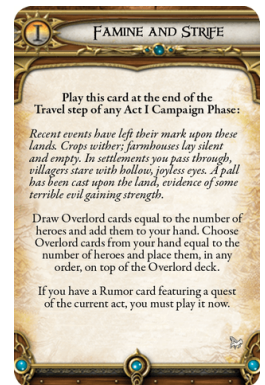 I
FAMINE AND STRIFE
Play this card at the end of the
Travel step of any Act I Campaign Phase:
Recent events have left their mark upon these
lands. Crops wither; farmhouses lay silent
and empty. In settlements you pass through,
villagers stare with hollow, joyless eyes. A pall
has been cast upon the land, evidence of some
terrible evil gaining strength.
Draw Overlord cards equal to the number of
heroes and add them to your hand. Choose
Overlord cards from your hand equal to the
number of heroes and place them, in any
order, on top of the Overlord deck.
If you have a Rumor card featuring a quest
of the current act, you must play it now.